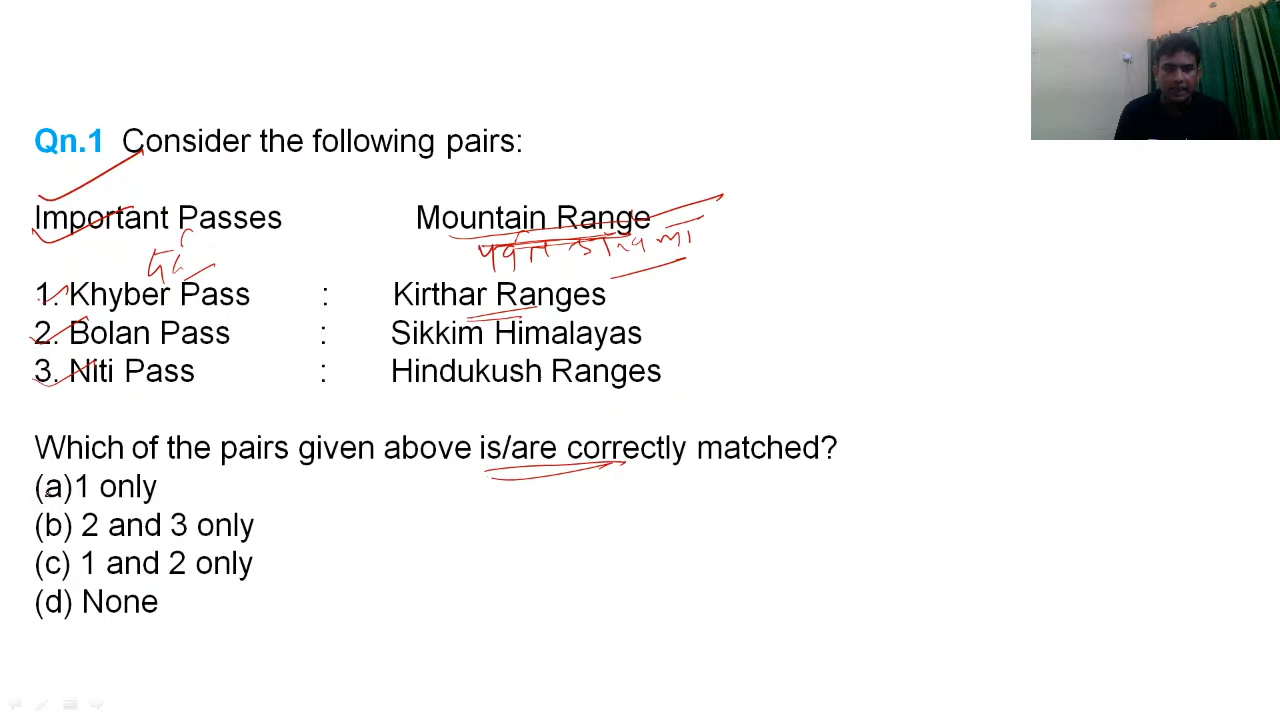 Qn.1 Consider the following pairs:
Important Passes Mountain Range
1. Khyber Pass : Kirthar Ranges
2. Bolan Pass : Sikkim Himalayas
3. Niti Pass : Hindukush Ranges
Which of the pairs given above is/are correctly matched?
(a)1 only
(b) 2 and 3 only
(c) 1 and 2 only
(d) None